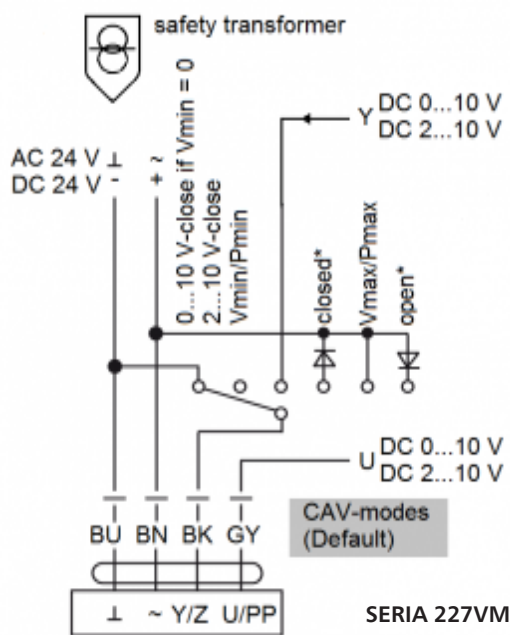 safety transformer
AC 24 V ⊥
DC 24 V -
+ ~
0...10 V-close if Vmin = 0
2...10 V-close
Vmin/Pmin
Y DC 0...10 V
DC 2...10 V
closed*
Vmax/Pmax
open*
U DC 0...10 V
DC 2...10 V
BU BN BK GY
CAV-modes
(Default)
⊥ ~ Y/Z U/PP
SERIA 227VM